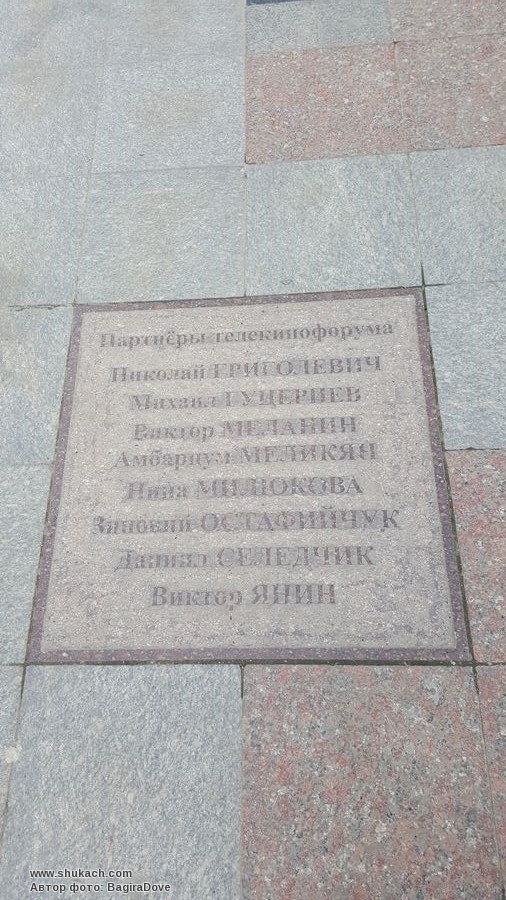 Партнёры телекинофорума
Николай ГРИГОЛЕВИЧ
Михаил ГУЦЕРИЕВ
Виктор МЕЛАНИН
Амбарцум МЕЛИКЯН
Нина МИЛЮКОВА
Зиновий ОСТАФИЙЧУК
Даниал СЕЛЕДЧИК
Виктор ЯНИН
www.shukach.com
Автор фото: BagiraDove